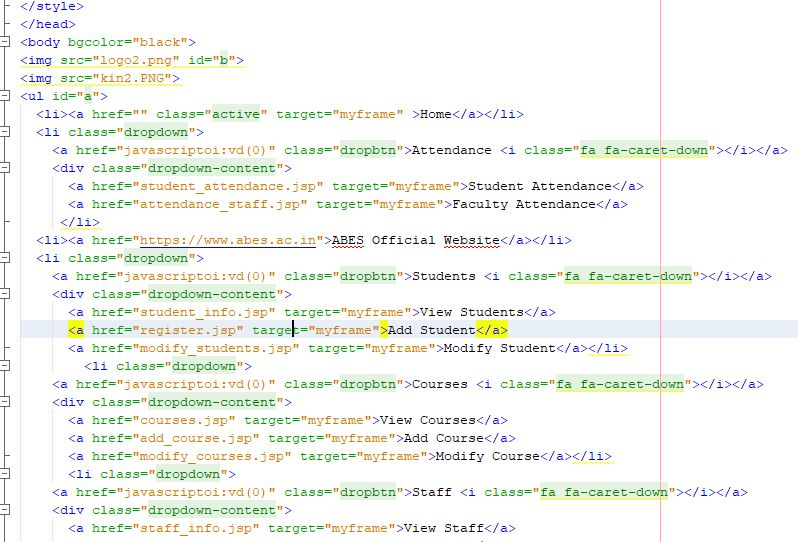 </style>
</head>
<body bgcolor="black">
<img src="logo2.png" id="b">
<img src="kin2.PNG">
<ul id="a">
<li><a href="" class="active" target="myframe" >Home</a></li>
<li class="dropdown">
<a href="javascriptoi:vd(0)" class="dropbtn">Attendance <i class="fa fa-caret-down"></i></a>
<div class="dropdown-content">
<a href="student_attendance.jsp" target="myframe">Student Attendance</a>
<a href="attendance_staff.jsp" target="myframe">Faculty Attendance</a>
</li>
<li><a href="https://www.abes.ac.in">ABES Official Website</a></li>
<li class="dropdown">
<a href="javascriptoi:vd(0)" class="dropbtn">Students <i class="fa fa-caret-down"></i></a>
<div class="dropdown-content">
<a href="student_info.jsp" target="myframe">View Students</a>
<a href="register.jsp" target="myframe">Add Student</a>
<a href="modify_students.jsp" target="myframe">Modify Student</a></li>
<li class="dropdown">
<a href="javascriptoi:vd(0)" class="dropbtn">Courses <i class="fa fa-caret-down"></i></a>
<div class="dropdown-content">
<a href="courses.jsp" target="myframe">View Courses</a>
<a href="add_course.jsp" target="myframe">Add Course</a>
<a href="modify_courses.jsp" target="myframe">Modify Course</a></li>
<li class="dropdown">
<a href="javascriptoi:vd(0)" class="dropbtn">Staff <i class="fa fa-caret-down"></i></a>
<div class="dropdown-content">
<a href="staff_info.jsp" target="myframe">View Staff</a>